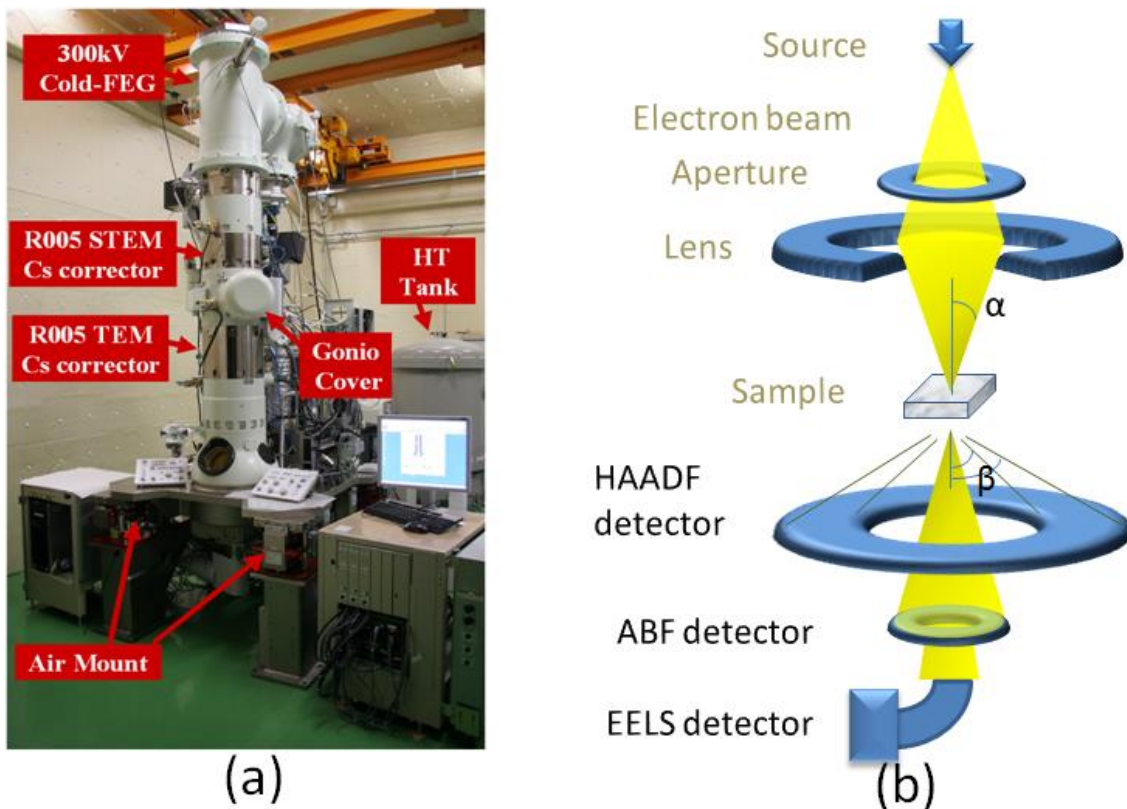 300kV
Cold-FEG
R005 STEM
Cs corrector
R005 TEM
Cs corrector
HT
Tank
Gonio
Cover
Air Mount
(a)
Source
Electron beam
Aperture
Lens
α
Sample
HAADF
detector
β
ABF detector
EELS detector
(b)